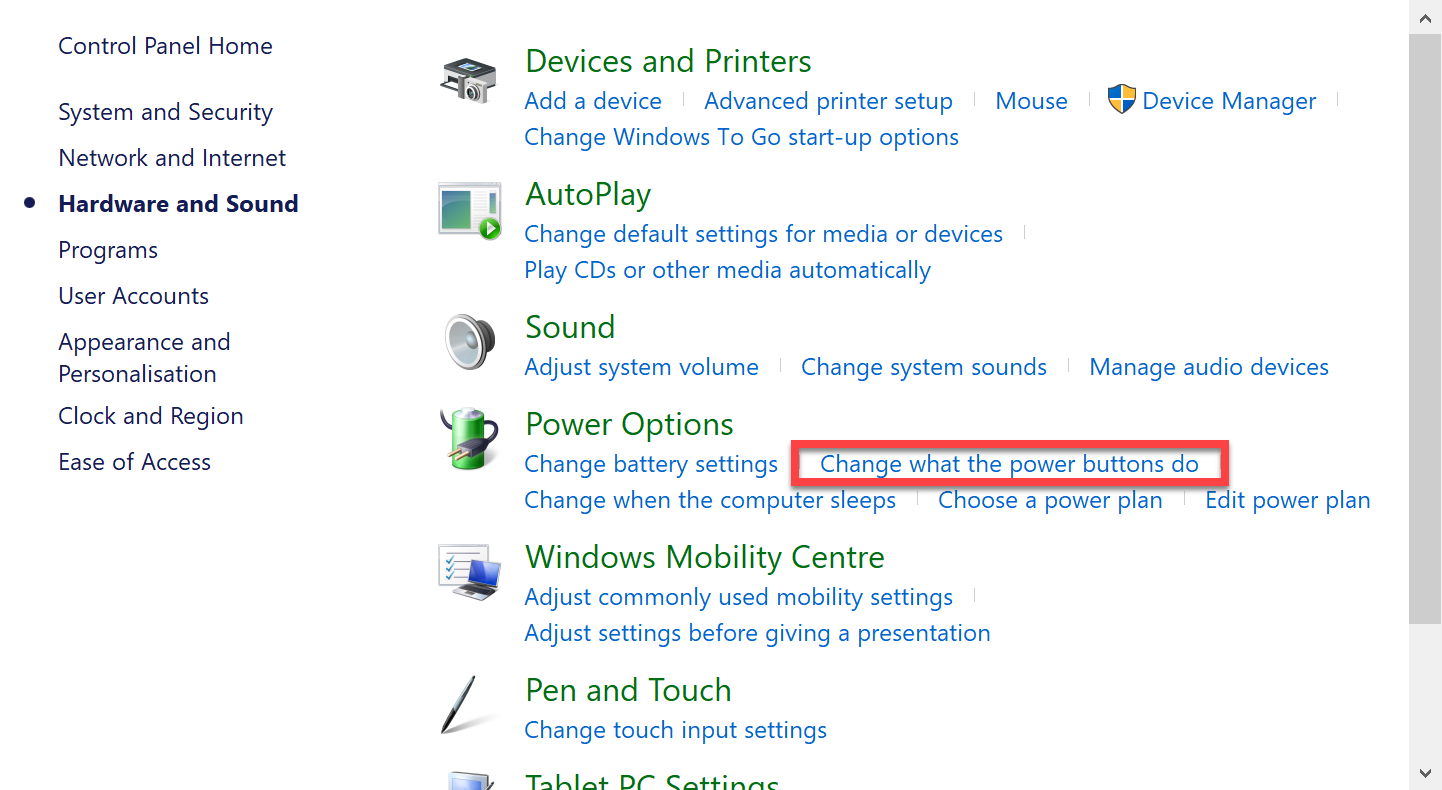 Control Panel Home
System and Security
Network and Internet
Hardware and Sound
Programs
User Accounts
Appearance and
Personalisation
Clock and Region
Ease of Access
Devices and Printers
Add a device Advanced printer setup Mouse Device Manager
Change Windows To Go start-up options
AutoPlay
Change default settings for media or devices
Play CDs or other media automatically
Sound
Adjust system volume Change system sounds Manage audio devices
Power Options
Change battery settings Change what the power buttons do
Change when the computer sleeps Choose a power plan Edit power plan
Windows Mobility Centre
Adjust commonly used mobility settings
Adjust settings before giving a presentation
Pen and Touch
Change touch input settings
Tablet PC Settings